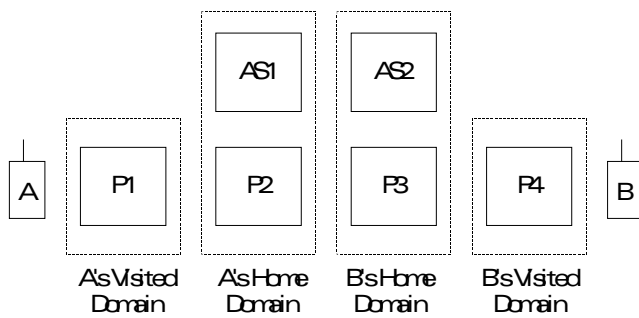 AS1 AS2
A P1 P2 P3 P4 B
A's Visited Domain
A's Home Domain
B's Home Domain
B's Visited Domain